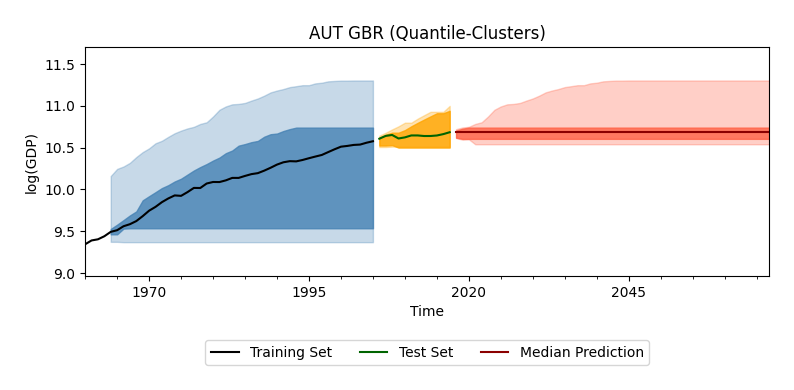 AUT GBR (Quantile-Clusters)
11.5
11.0
10.5
10.0
9.5
9.0
log(GDP)
1970 1995 2020 2045
Time
Training Set Test Set Median Prediction